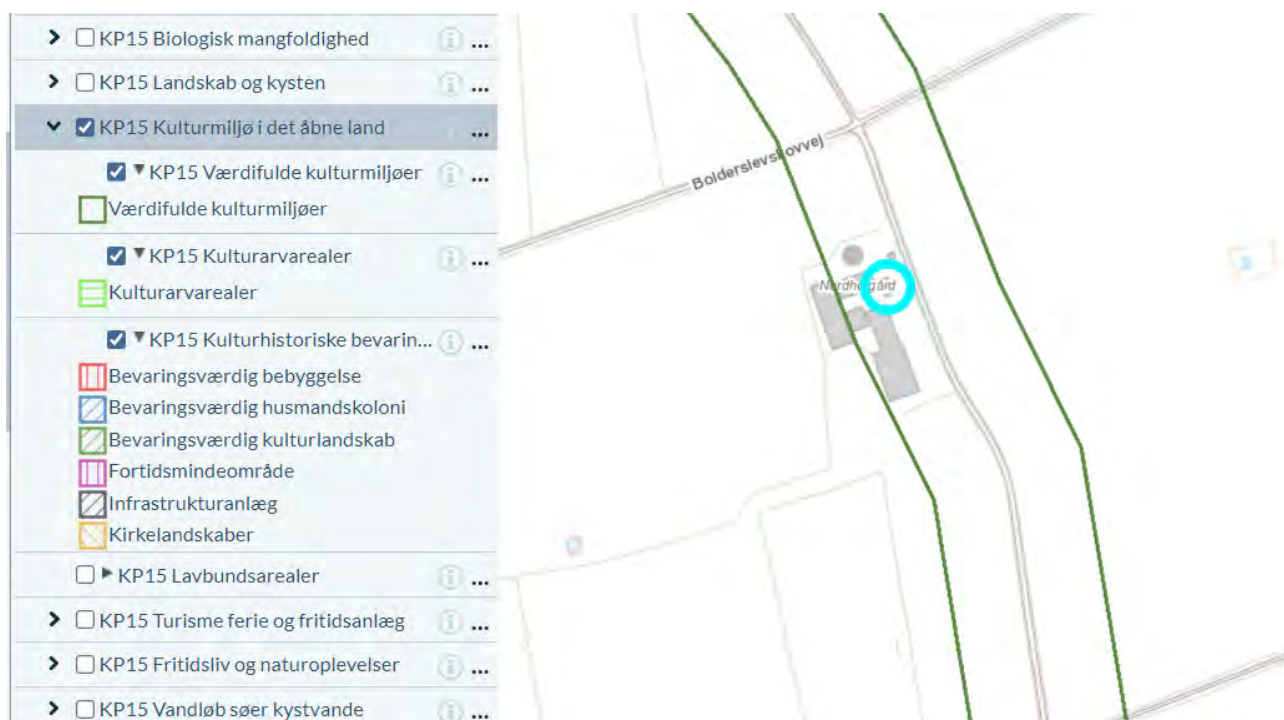 KP15 Biologisk mangfoldighed
KP15 Landskab og kysten
KP15 Kulturmiljø i det åbne land
KP15 Værdifulde kulturmiljøer
Værdifulde kulturmiljøer
KP15 Kulturarvarealer
Kulturarvarealer
KP15 Kulturhistoriske bevarin...
Bevaringsværdig bebyggelse
Bevaringsværdig husmandskoloni
Bevaringsværdig kulturlandskab
Fortidsmindeområde
Infrastrukturanlæg
Kirkelandskaber
KP15 Lavbundsarealer
KP15 Turisme ferie og fritidsanlæg
KP15 Fritidsliv og naturoplevelser
KP15 Vandløb søer kystvande
Bolderslevskovvej